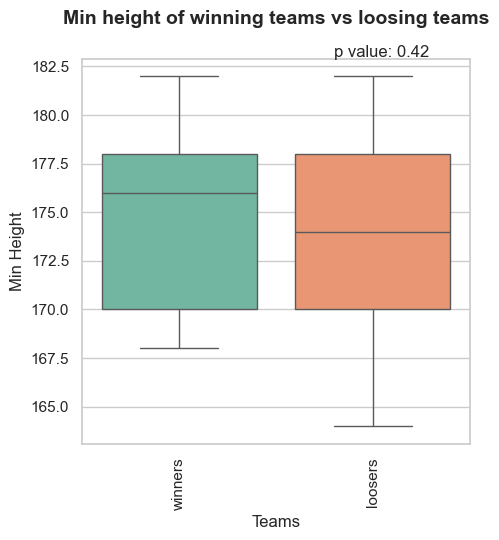 Min height of winning teams vs loosing teams
p value: 0.42
182.5
180.0
177.5
175.0
172.5
170.0
167.5
165.0
Min Height
winners
loosers
Teams